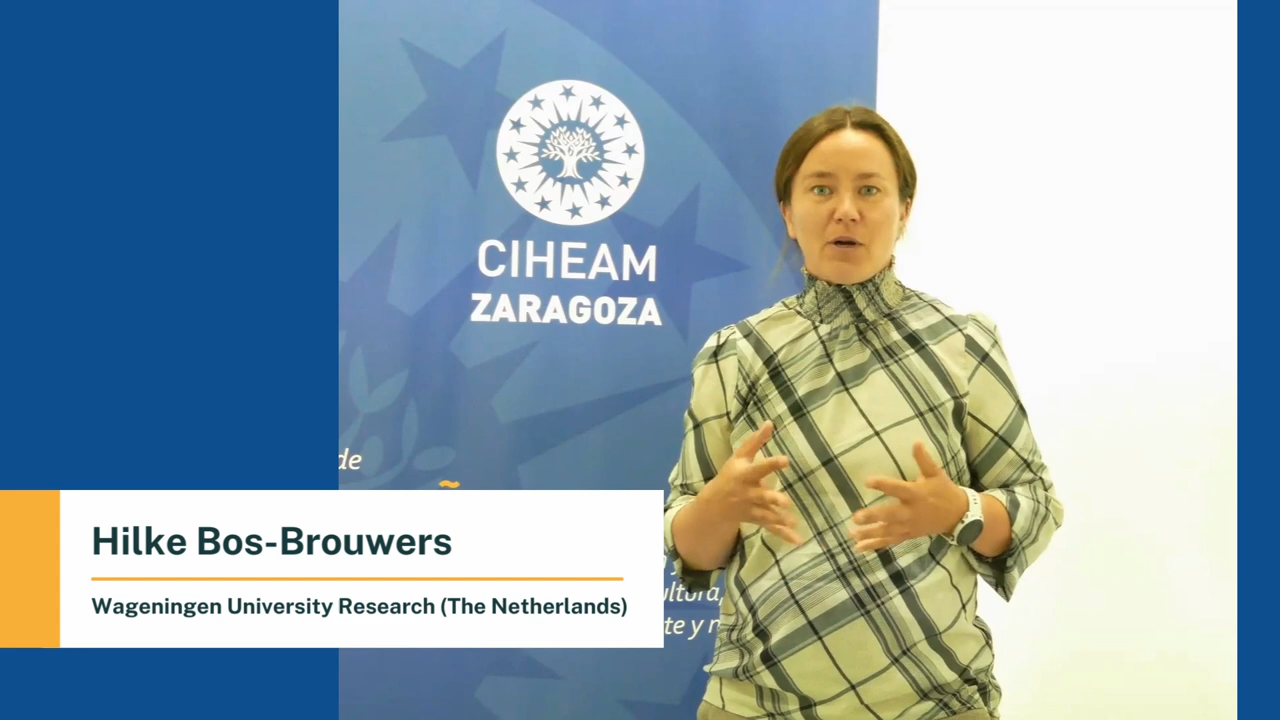 CIHEAM
ZARAGOZA
de
Hilke Bos-Brouwers
Wageningen University Research (The Netherlands)
ultura,
te y n